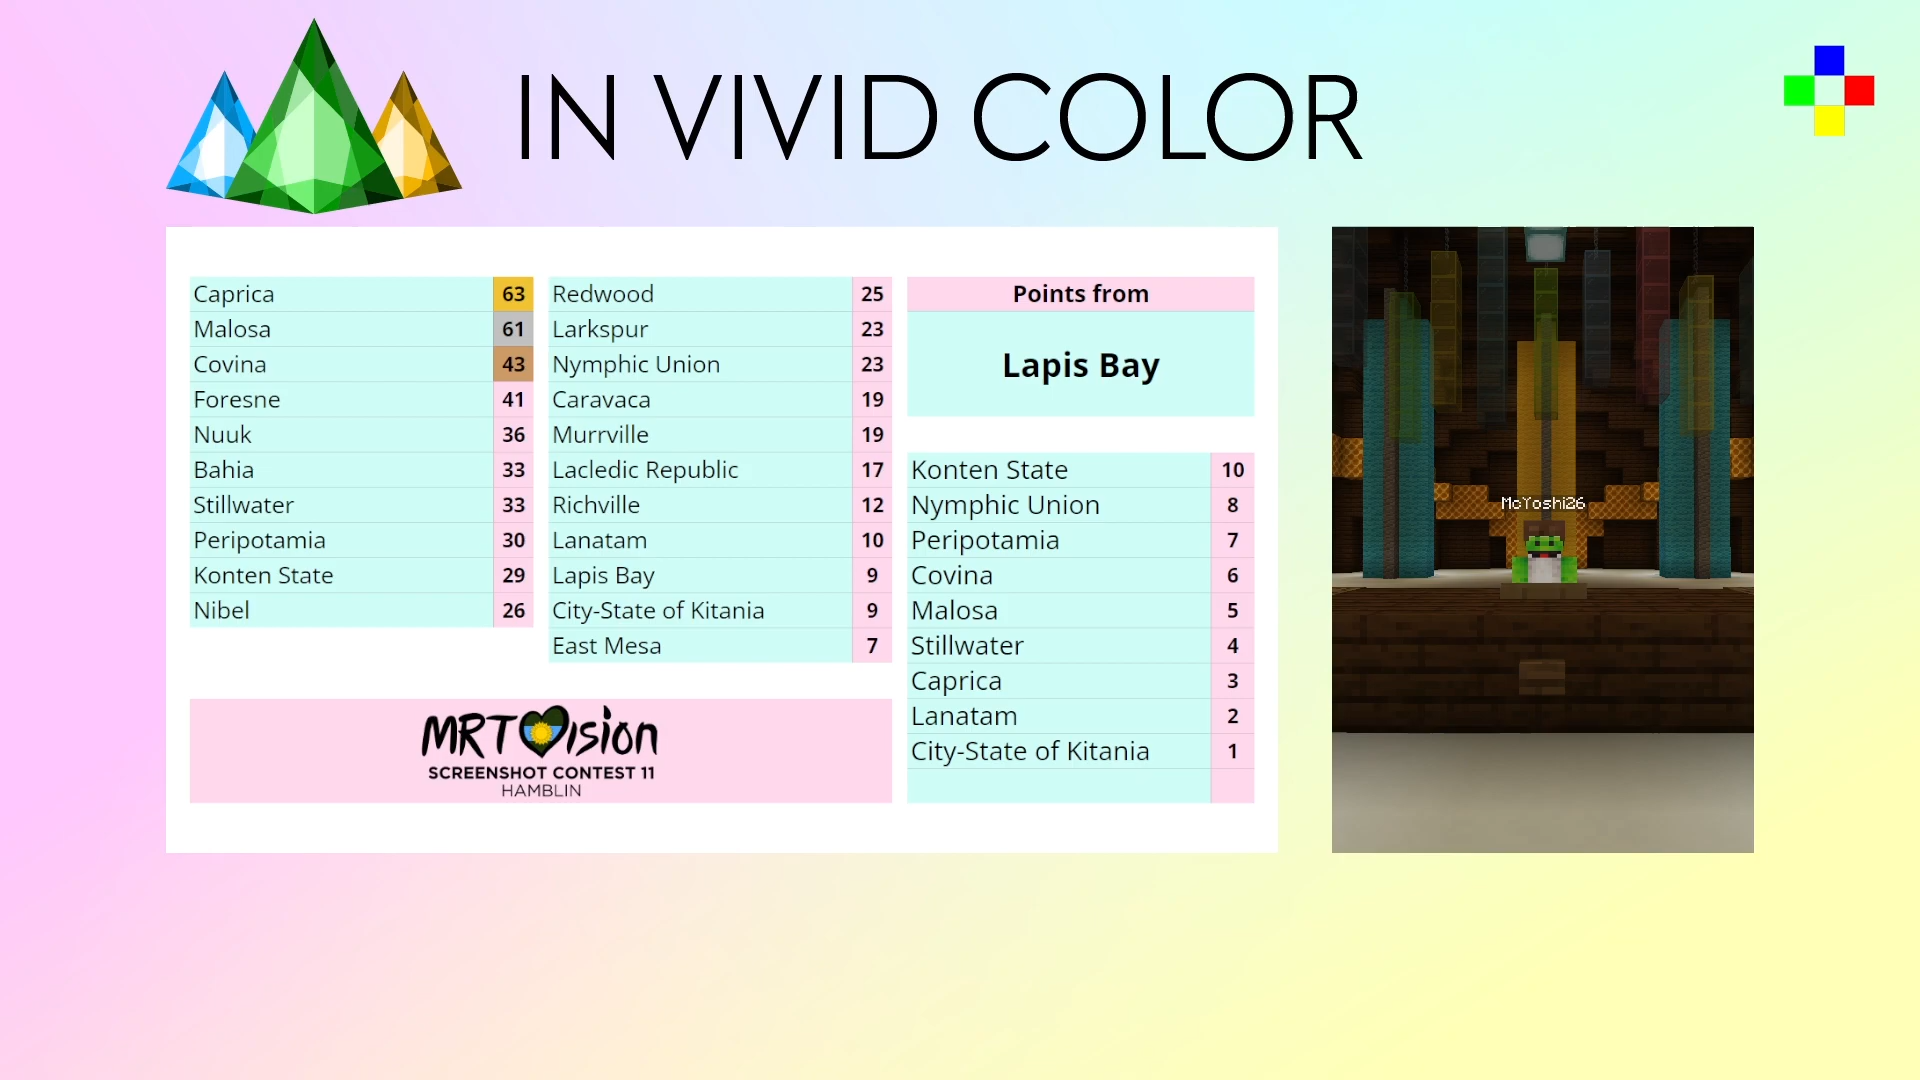 IN VIVID COLOR
Caprica 63
Malosa 61
Covina 43
Foresne 41
Nuuk 36
Bahia 33
Stillwater 33
Peripotamia 30
Konten State 29
Nibel 26
Redwood 25
Larkspur 23
Nymphic Union 23
Caravaca 19
Murrville 19
Lacledic Republic 17
Richville 12
Lanatam 10
Lapis Bay 9
City-State of Kitania 9
East Mesa 7
Points from
Lapis Bay
Konten State 10
Nymphic Union 8
Peripotamia 7
Covina 6
Malosa 5
Stillwater 4
Caprica 3
Lanatam 2
City-State of Kitania 1
MRTVision
SCREENSHOT CONTEST 11
HAMBLIN
McYoshi26